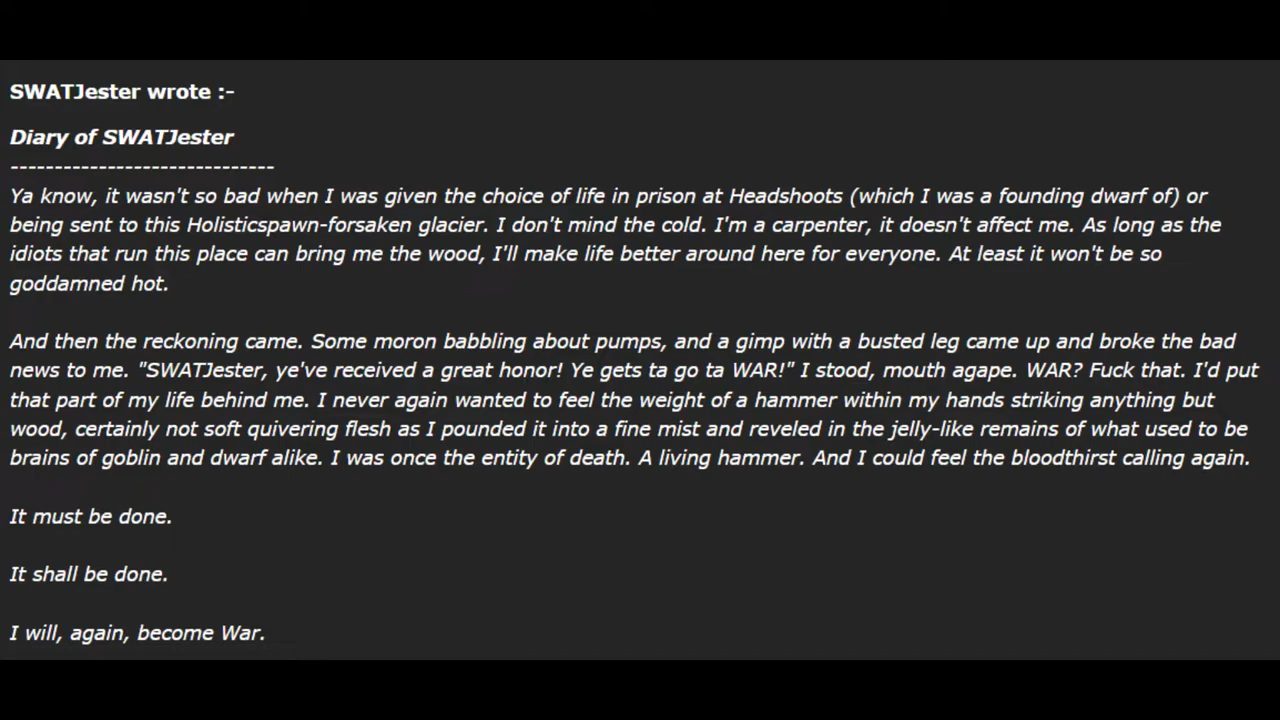 SWATJester wrote :-
Diary of SWATJester
-----------------------------
Ya know, it wasn't so bad when I was given the choice of life in prison at Headshoots (which I was a founding dwarf of) or
being sent to this Holisticspawn-forsaken glacier. I don't mind the cold. I'm a carpenter, it doesn't affect me. As long as the
idiots that run this place can bring me the wood, I'll make life better around here for everyone. At least it won't be so
goddamned hot.
And then the reckoning came. Some moron babbling about pumps, and a gimp with a busted leg came up and broke the bad
news to me. "SWATJester, ye've received a great honor! Ye gets ta go ta WAR!" I stood, mouth agape. WAR? Fuck that. I'd put
that part of my life behind me. I never again wanted to feel the weight of a hammer within my hands striking anything but
wood, certainly not soft quivering flesh as I pounded it into a fine mist and reveled in the jelly-like remains of what used to be
brains of goblin and dwarf alike. I was once the entity of death. A living hammer. And I could feel the bloodthirst calling again.
It must be done.
It shall be done.
I will, again, become War.